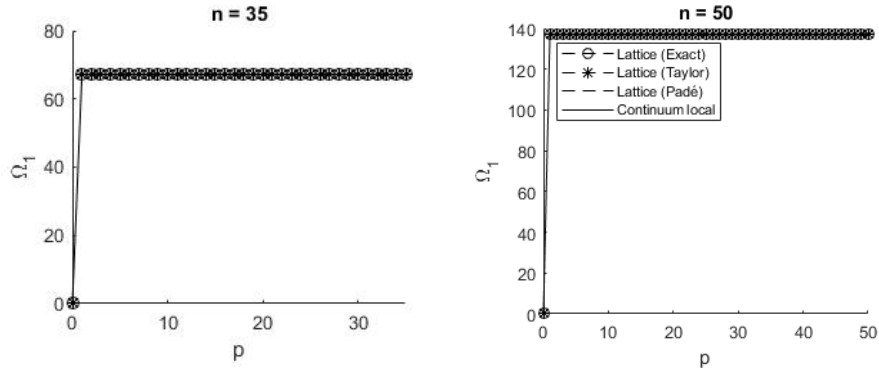 n = 35
80
60
40
20
0
Ω1
0 10 20 30
p
n = 50
140
120
100
80
60
40
20
0
Ω1
Lattice (Exact)
Lattice (Taylor)
Lattice (Padé)
Continuum local
0 10 20 30 40 50
p